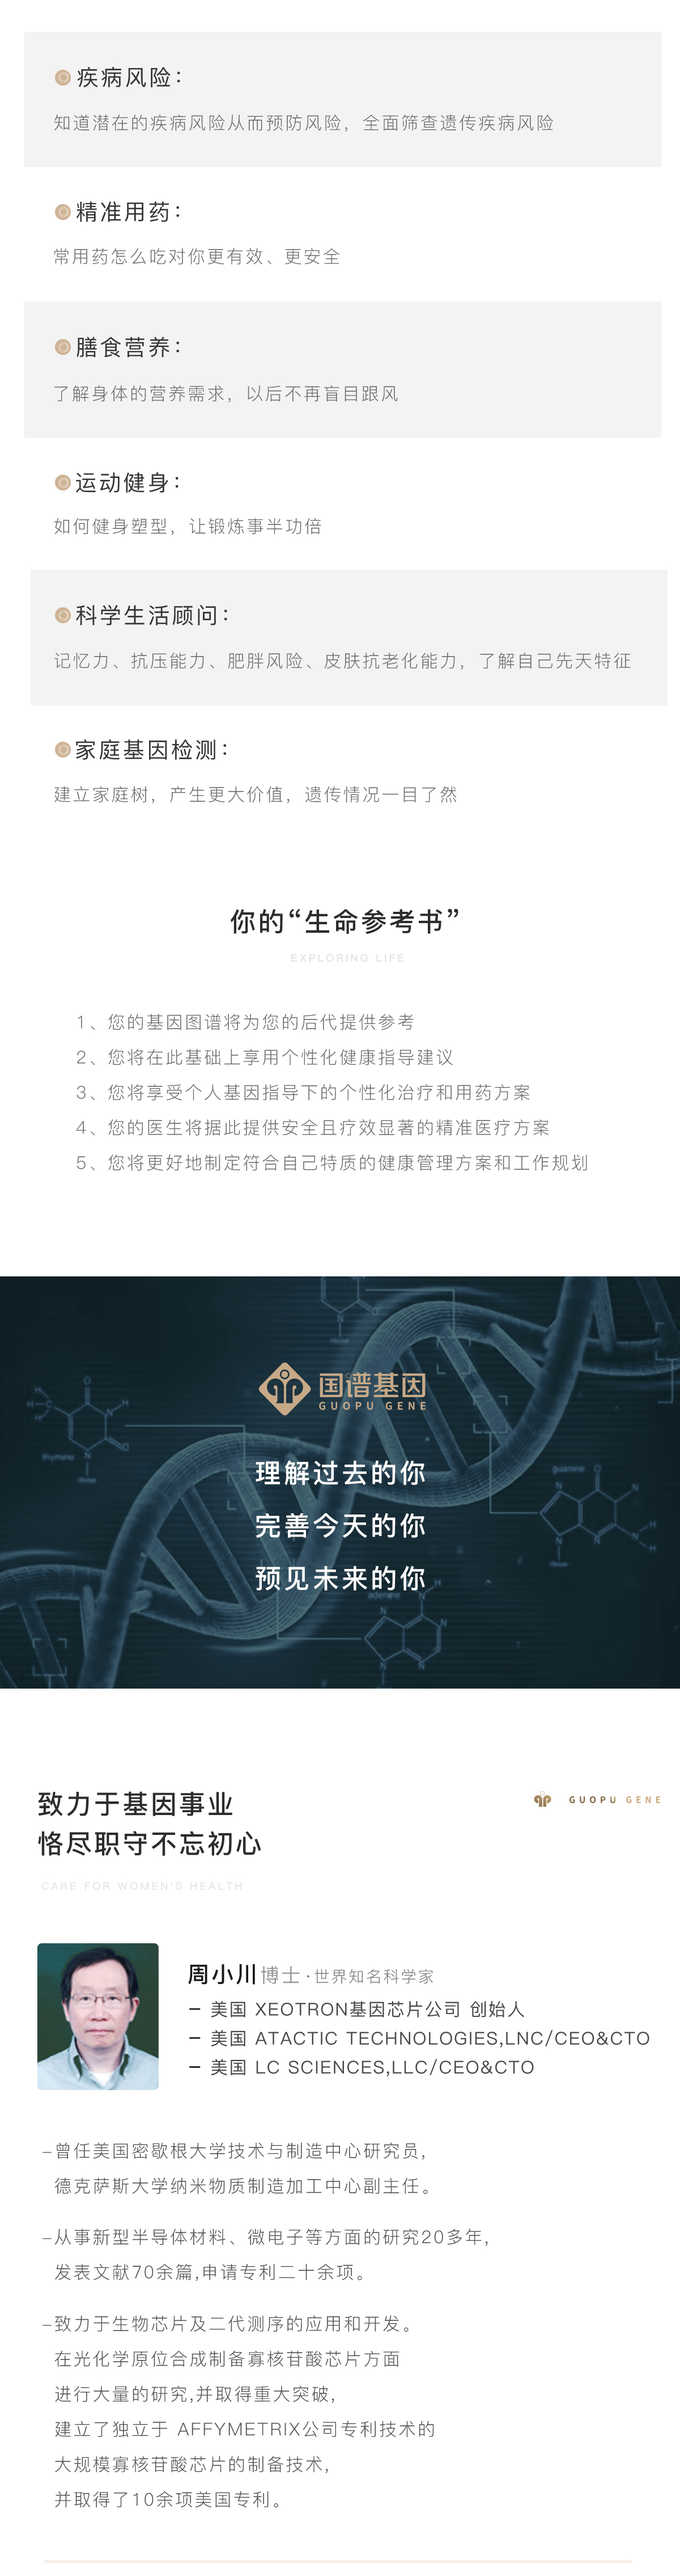 疾病风险：
知道潜在的疾病风险从而预防风险，全面筛查遗传疾病风险
精准用药：
常用药怎么吃对你更有效、更安全
膳食营养：
了解身体的营养需求，以后不再盲目跟风
运动健身：
如何健身塑型，让锻炼事半功倍
科学生活顾问：
记忆力、抗压能力、肥胖风险、皮肤抗老化能力，了解自己先天特征
家庭基因检测：
建立家庭树，产生更大价值，遗传情况一目了然
你的“生命参考书”
EXPLORING LIFE
1、您的基因图谱将为您的后代提供参考
2、您将在此基础上享用个性化健康指导建议
3、您将享受个人基因指导下的个性化治疗和用药方案
4、您的医生将据此提供安全且疗效显著的精准医疗方案
5、您将更好地制定符合自己特质的健康管理方案和工作规划
国谱基因
GUOPU GENE
thymine
guanine
理解过去的你
完善今天的你
预见未来的你
致力于基因事业
GUOPU GENE
恪尽职守不忘初心
CARE FOR WOMEN'S HEALTH
周小川博士·世界知名科学家
– 美国 XEOTRON基因芯片公司 创始人
– 美国 ATACTIC TECHNOLOGIES,LNC/CEO&CTO
– 美国 LC SCIENCES,LLC/CEO&CTO
–曾任美国密歇根大学技术与制造中心研究员,
德克萨斯大学纳米物质制造加工中心副主任。
–从事新型半导体材料、微电子等方面的研究20多年,
发表文献70余篇,申请专利二十余项。
–致力于生物芯片及二代测序的应用和开发。
在光化学原位合成制备寡核苷酸芯片方面
进行大量的研究,并取得重大突破,
建立了独立于 AFFYMETRIX公司专利技术的
大规模寡核苷酸芯片的制备技术,
并取得了10余项美国专利。